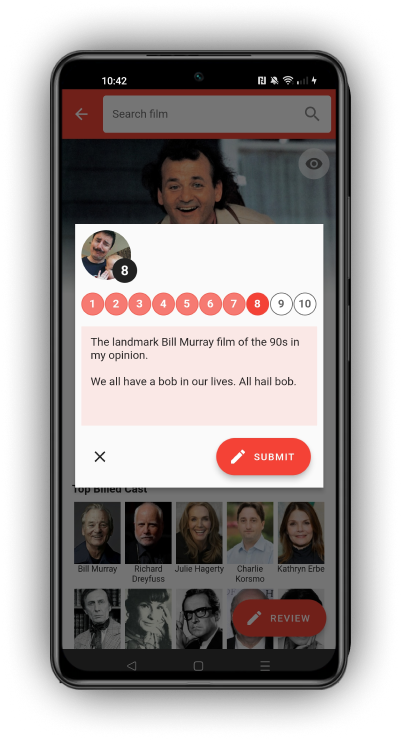 10:42
Search film
8
1 2 3 4 5 6 7 8 9 10
The landmark Bill Murray film of the 90s in
my opinion.
We all have a bob in our lives. All hail bob.
SUBMIT
Top Billed Cast
Bill Murray Richard Julie Hagerty Charlie Kathryn Erbe
Dreyfuss Korsmo
REVIEW